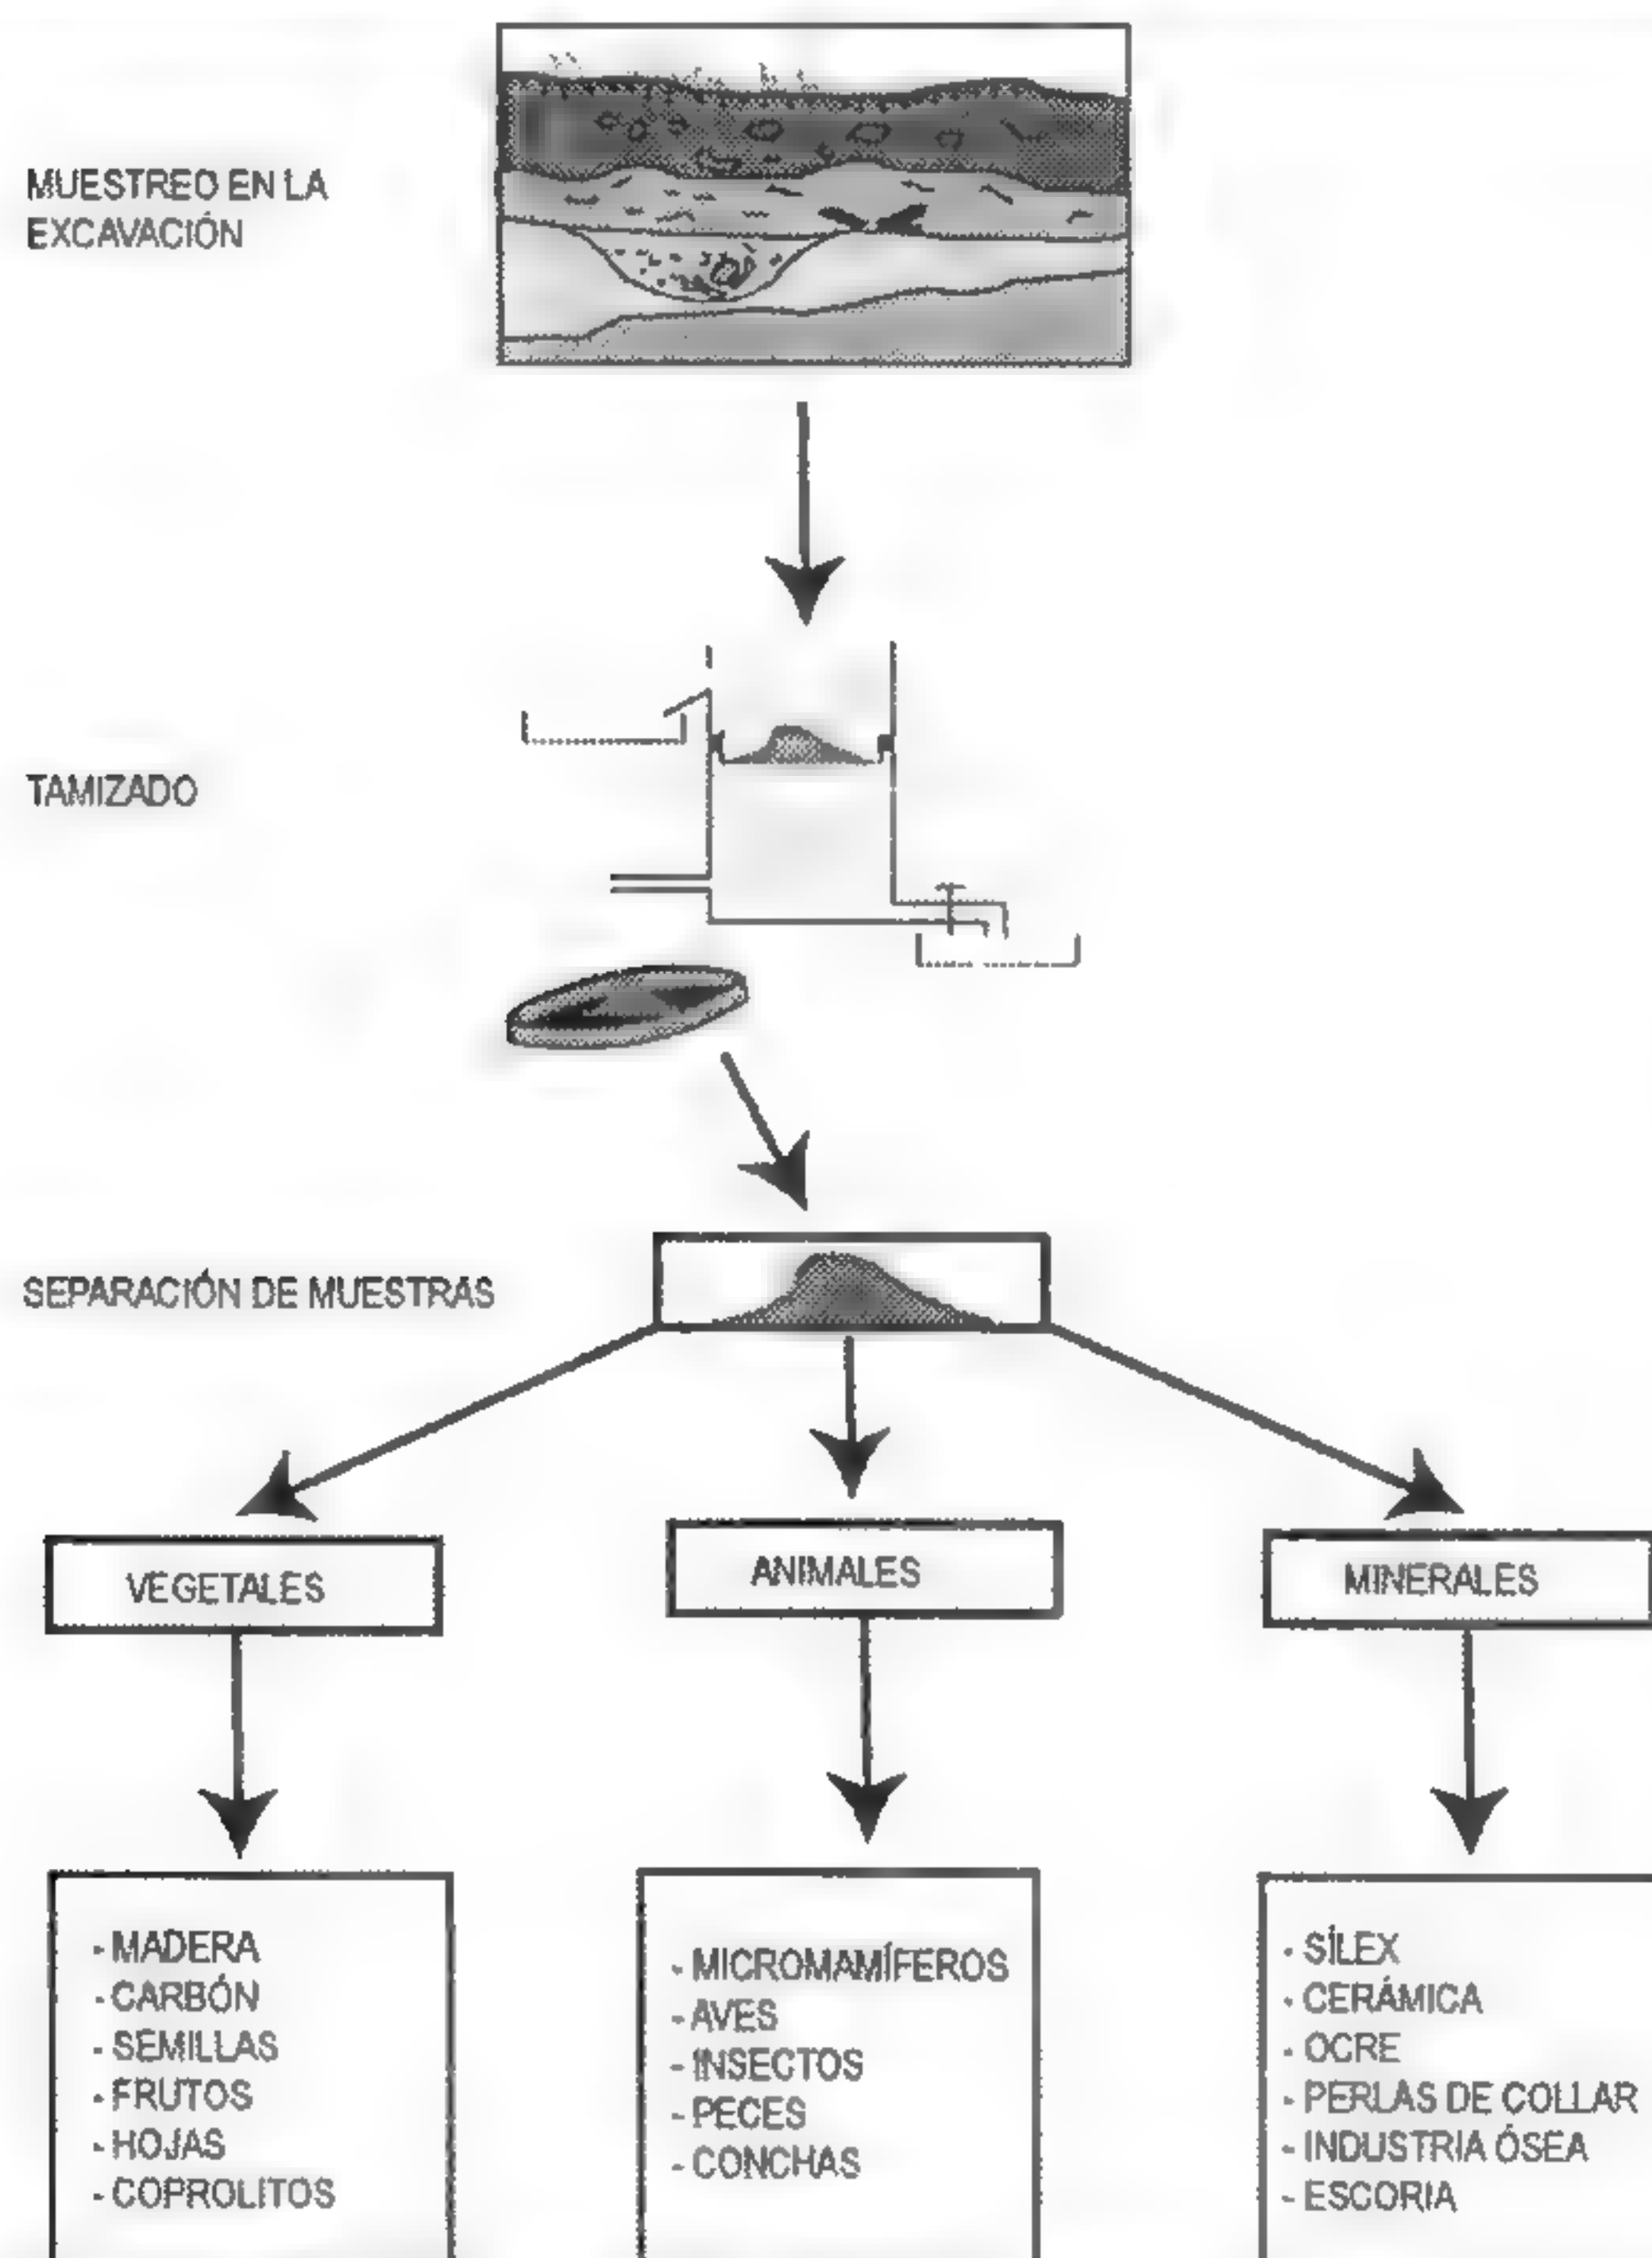 MUESTREO EN LA
EXCAVACIÓN
TAMIZADO
SEPARACIÓN DE MUESTRAS
VEGETALES
ANIMALES
MINERALES
- MADERA
- CARBÓN
- SEMILLAS
- FRUTOS
- HOJAS
- COPROLITOS
- MICROMAMÍFEROS
- AVES
- INSECTOS
- PECES
- CONCHAS
- SÍLEX
- CERÁMICA
- OCRE
- PERLAS DE COLLAR
- INDUSTRIA ÓSEA
- ESCORIA